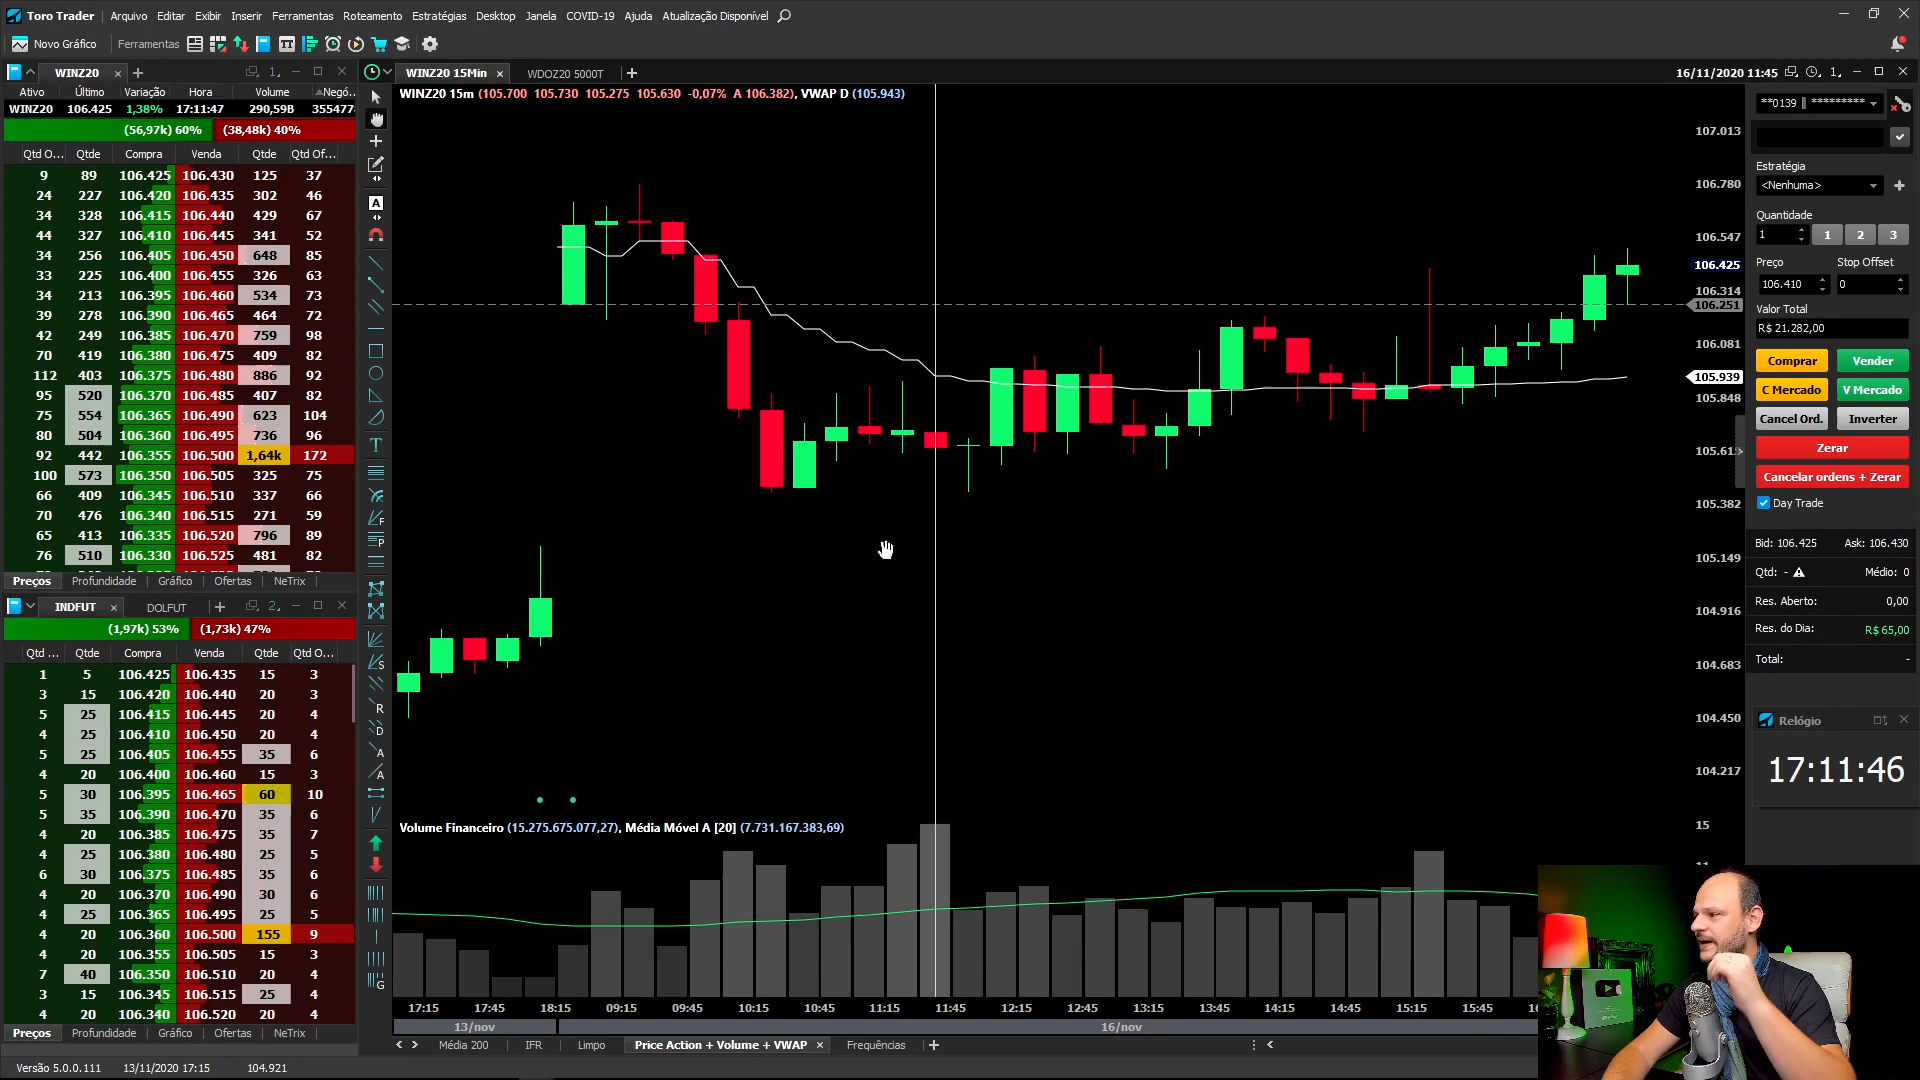 Toro Trader Arquivo Editar Exibir Inserir Ferramentas Roteamento Estratégias Desktop Janela COVID-19 Ajuda Atualização Disponível
Novo Gráfico Ferramentas
WINZ20
Ativo Último Variação Hora Volume Negó...
WINZ20 106.425 1,38% 17:11:47 290,59B 355477
(56,97k) 60% (38,48k) 40%
Qtd O... Qtde Compra Venda Qtde Qtd Of...
9 89 106.425 106.430 125 37
24 227 106.420 106.435 302 46
34 328 106.415 106.440 429 67
44 327 106.410 106.445 341 52
34 256 106.405 106.450 648 85
33 225 106.400 106.455 326 63
34 213 106.395 106.460 534 73
39 278 106.390 106.465 464 72
42 249 106.385 106.470 759 98
70 419 106.380 106.475 409 82
112 403 106.375 106.480 886 92
95 520 106.370 106.485 407 82
75 554 106.365 106.490 623 104
80 504 106.360 106.495 736 96
92 442 106.355 106.500 1,64k 172
100 573 106.350 106.505 325 75
66 409 106.345 106.510 337 66
70 476 106.340 106.515 271 59
65 413 106.335 106.520 796 89
76 510 106.330 106.525 481 82
Preços Profundidade Gráfico Ofertas NeTrix
INDFUT DOLFUT
(1,97k) 53% (1,73k) 47%
Qtd ... Qtde Compra Venda Qtde Qtd O...
1 5 106.425 106.435 15 3
3 15 106.420 106.440 20 3
5 25 106.415 106.445 20 4
4 25 106.410 106.450 20 4
5 25 106.405 106.455 35 6
4 20 106.400 106.460 15 3
5 30 106.395 106.465 60 10
5 35 106.390 106.470 35 6
4 20 106.385 106.475 35 7
4 25 106.380 106.480 25 5
6 30 106.375 106.485 35 6
4 20 106.370 106.490 30 6
4 25 106.365 106.495 25 5
4 20 106.360 106.500 155 9
4 20 106.355 106.505 15 3
7 40 106.350 106.510 20 4
3 15 106.345 106.515 25 4
4 20 106.340 106.520 20 4
Preços Profundidade Gráfico Ofertas NeTrix
Versão 5.0.0.111 13/11/2020 17:15 104.921
WINZ20 15Min WDOZ20 5000T
16/11/2020 11:45
WINZ20 15m (105.700 105.730 105.275 105.630 -0,07% A 106.382), VWAP D (105.943)
107.013
106.780
106.547
106.425
106.314
106.251
106.081
105.939
105.848
105.61
105.382
105.149
104.916
104.683
104.450
104.217
Volume Financeiro (15.275.675.077,27), Média Móvel A [20] (7.731.167.383,69)
15
17:15 17:45 18:15 09:15 09:45 10:15 10:45 11:15 11:45 12:15 12:45 13:15 13:45 14:15 14:45 15:15 15:45
13/nov 16/nov
Média 200 IFR Limpo Price Action + Volume + VWAP Frequências
**0139 | *********
Estratégia
<Nenhuma>
Quantidade
1 1 2 3
Preço Stop Offset
106.410 0
Valor Total
R$ 21.282,00
Comprar Vender
C Mercado V Mercado
Cancel Ord. Inverter
Zerar
Cancelar ordens + Zerar
Day Trade
Bid: 106.425 Ask: 106.430
Qtd: - Médio: 0
Res. Aberto: 0,00
Res. do Dia: R$ 65,00
Total: -
Relógio
17:11:46